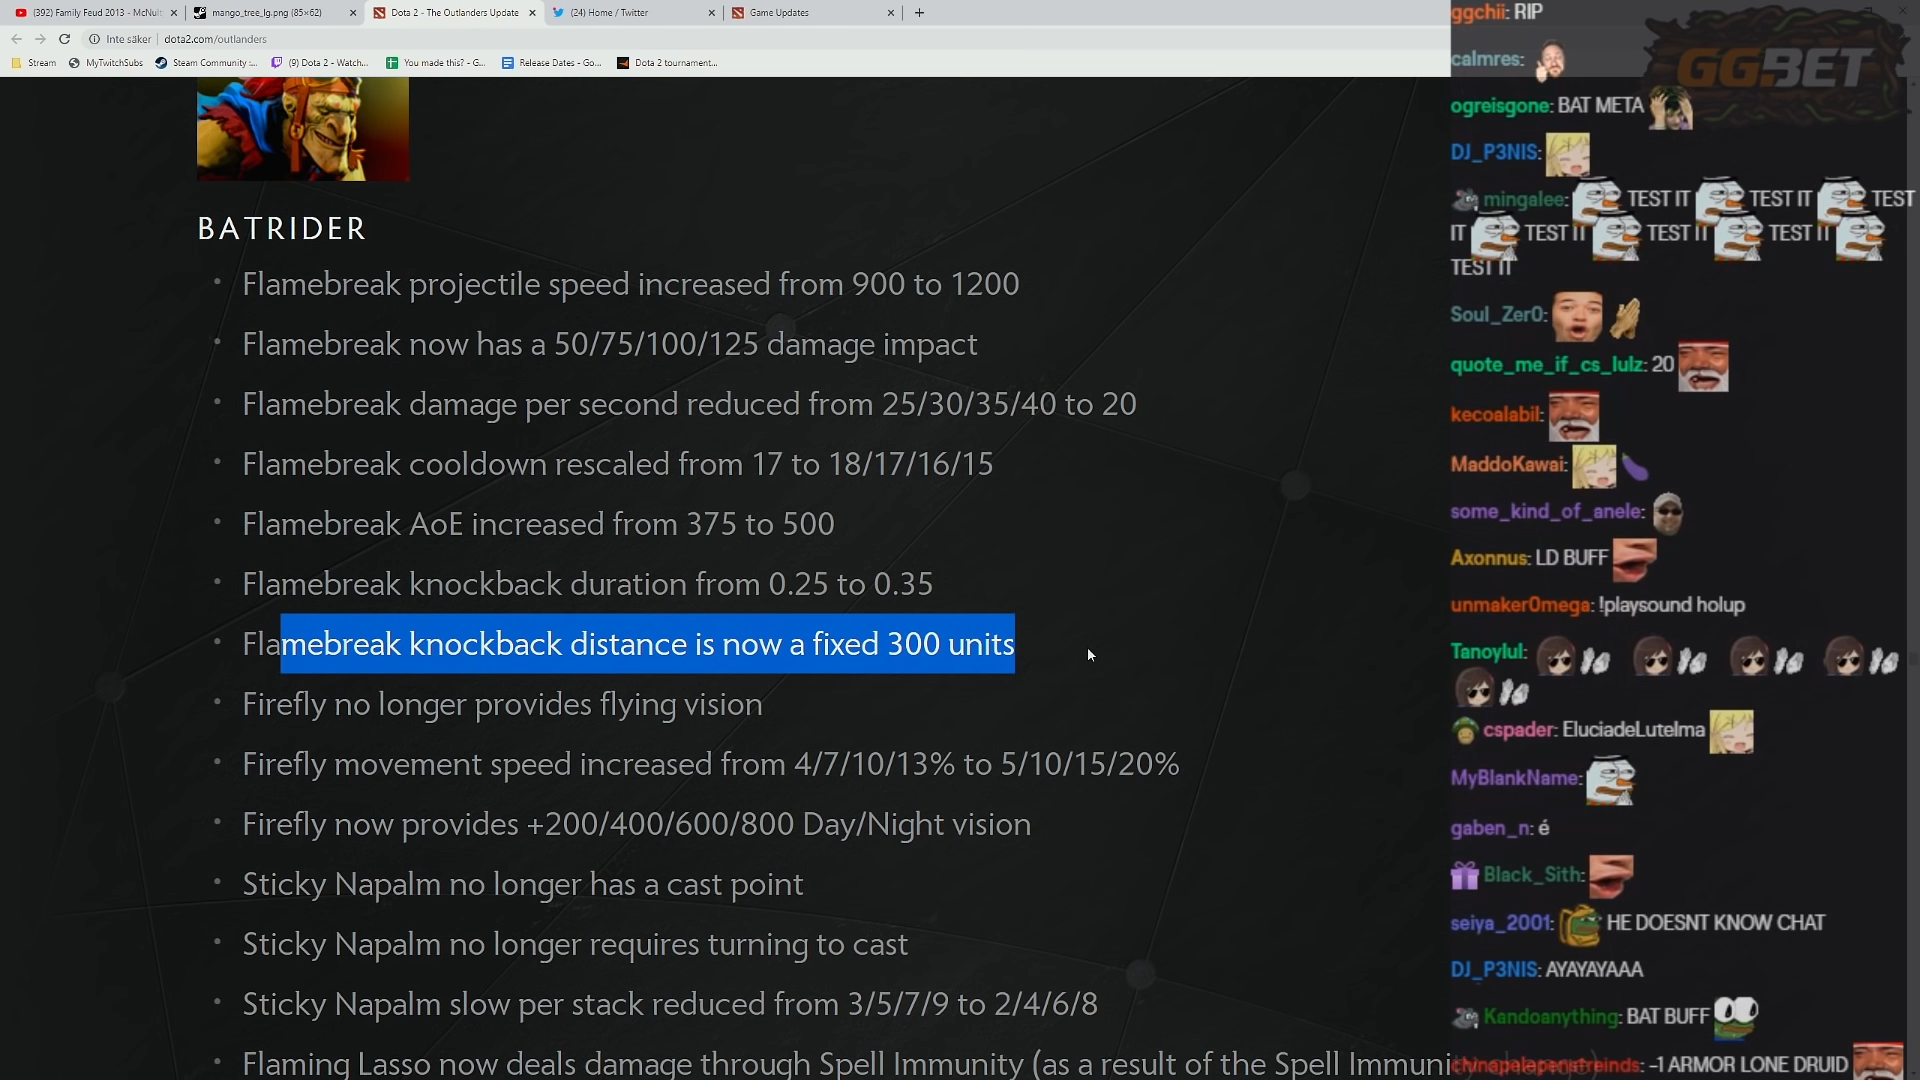 (392) Family Feud 2013 - McNult
mango_tree_lg.png (85×62)
Dota 2 - The Outlanders Update
(24) Home / Twitter
Game Updates
Inte säker
dota2.com/outlanders
Stream
MyTwitchSubs
Steam Community :...
(9) Dota 2 - Watch...
You made this? - G...
Release Dates - Go...
Dota 2 tournament...
BATRIDER
• Flamebreak projectile speed increased from 900 to 1200
• Flamebreak now has a 50/75/100/125 damage impact
• Flamebreak damage per second reduced from 25/30/35/40 to 20
• Flamebreak cooldown rescaled from 17 to 18/17/16/15
• Flamebreak AoE increased from 375 to 500
• Flamebreak knockback duration from 0.25 to 0.35
• Flamebreak knockback distance is now a fixed 300 units
• Firefly no longer provides flying vision
• Firefly movement speed increased from 4/7/10/13% to 5/10/15/20%
• Firefly now provides +200/400/600/800 Day/Night vision
• Sticky Napalm no longer has a cast point
• Sticky Napalm no longer requires turning to cast
• Sticky Napalm slow per stack reduced from 3/5/7/9 to 2/4/6/8
• Flaming Lasso now deals damage through Spell Immunity (as a result of the Spell Immuni
GG.BET
ggchii: RIP
calmres:
ogreisgone: BAT META
DJ_P3NIS:
mingalee: TEST IT TEST IT TEST
IT TEST IT TEST IT TEST IT
TEST IT
Soul_Zer0:
quote_me_if_cs_lulz: 20
kecoalabil:
MaddoKawai:
some_kind_of_anele:
Axonnus: LD BUFF
unmaker0mega: !playsound holup
Tanoylul:
cspader: EluciadeLutelma
MyBlankName:
gaben_n: é
Black_Sith:
seiya_2001: HE DOESNT KNOW CHAT
DJ_P3NIS: AYAYAYAAA
Kandoanything: BAT BUFF
-1 ARMOR LONE DRUID